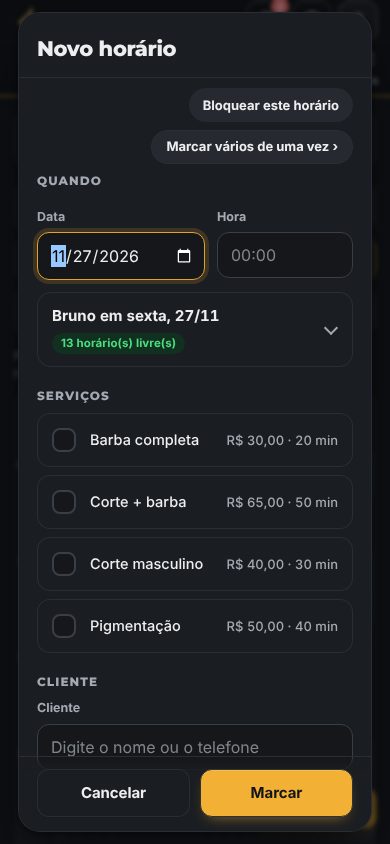 Novo horário
Bloquear este horário
Marcar vários de uma vez ›
QUANDO
Data
Hora
11/27/2026
00:00
Bruno em sexta, 27/11
13 horário(s) livre(s)
SERVIÇOS
Barba completa R$ 30,00 · 20 min
Corte + barba R$ 65,00 · 50 min
Corte masculino R$ 40,00 · 30 min
Pigmentação R$ 50,00 · 40 min
CLIENTE
Cliente
Digite o nome ou o telefone
Cancelar
Marcar